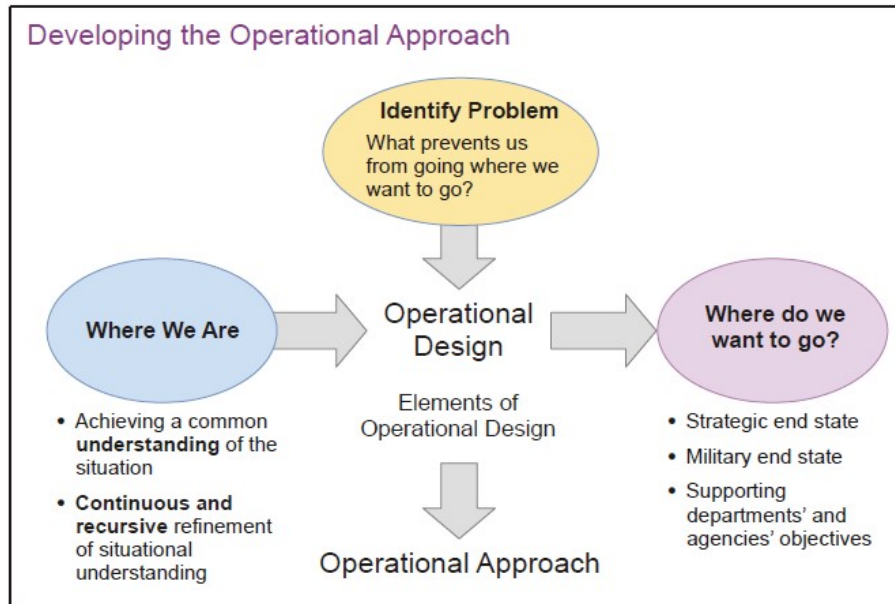 Developing the Operational Approach
Identify Problem
What prevents us
from going where we
want to go?
Where We Are
Operational
Design
Where do we
want to go?
• Achieving a common
understanding of the
situation
• Continuous and
recursive refinement
of situational
understanding
Elements of
Operational Design
• Strategic end state
• Military end state
• Supporting
departments’ and
agencies’ objectives
Operational Approach